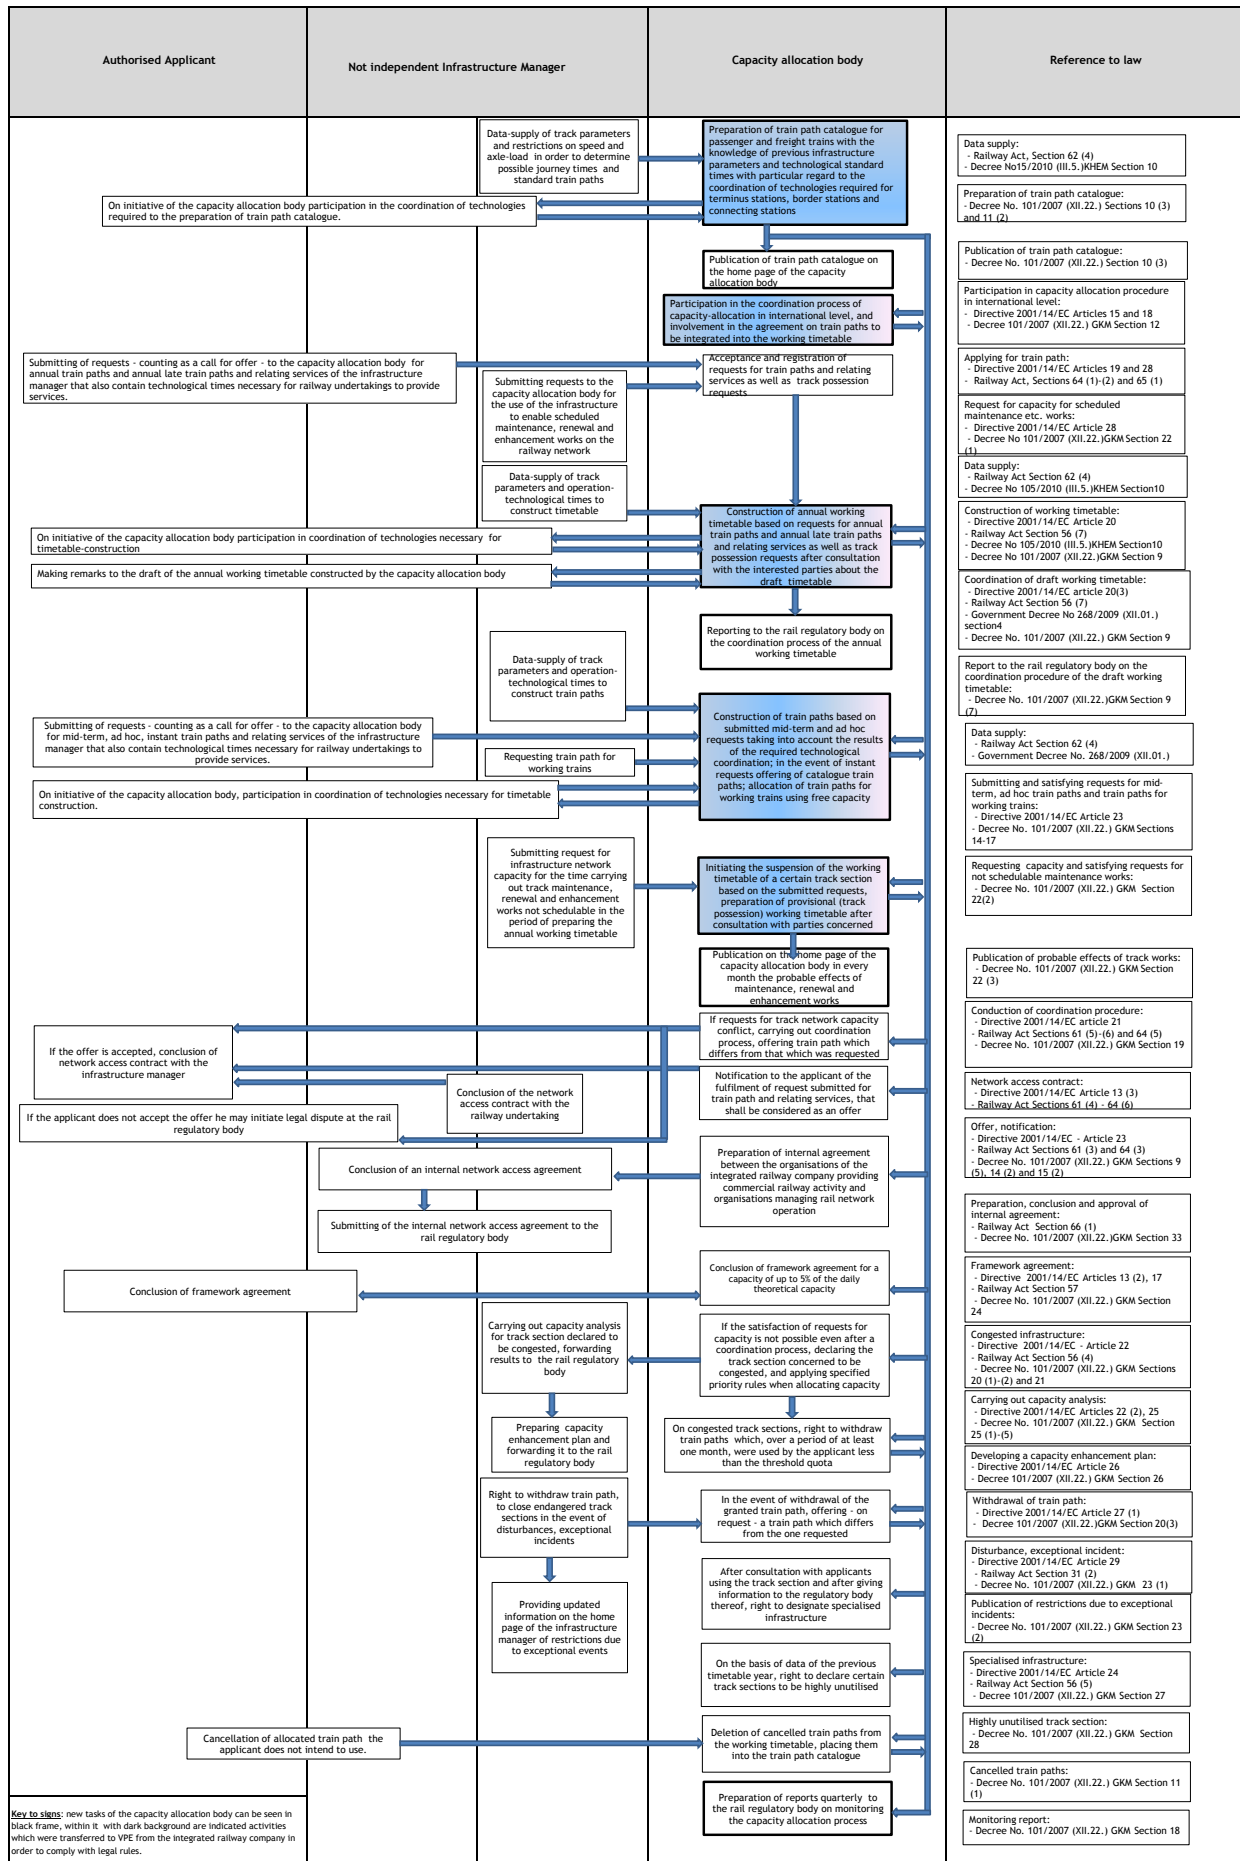 Authorised Applicant
Not independent Infrastructure Manager
Capacity allocation body
Reference to law
Data-supply of track parameters
and restrictions on speed and
axle-load in order to determine
possible journey times and
standard train paths
Preparation of train path catalogue for
passenger and freight trains with the
knowledge of previous infrastructure
parameters and technological standard
times with particular regard to the
coordination of technologies required for
terminus stations, border stations and
connecting stations
Data supply:
- Railway Act, Section 62 (4)
- Decree No15/2010 (III.5.)KHEM Section 10
On initiative of the capacity allocation body participation in the coordination of technologies
required to the preparation of train path catalogue.
Preparation of train path catalogue:
- Decree No. 101/2007 (XII.22.) Sections 10 (3)
and 11 (2)
Publication of train path catalogue on
the home page of the capacity
allocation body
Publication of train path catalogue:
- Decree No. 101/2007 (XII.22.) Section 10 (3)
Participation in the coordination process of
capacity-allocation in international level, and
involvement in the agreement on train paths to
be integrated into the working timetable
Participation in capacity allocation procedure
in international level:
- Directive 2001/14/EC Articles 15 and 18
- Decree 101/2007 (XII.22.) GKM Section 12
Submitting of requests - counting as a call for offer - to the capacity allocation body for
annual train paths and annual late train paths and relating services of the infrastructure
manager that also contain technological times necessary for railway undertakings to provide
services.
Acceptance and registration of
requests for train paths and relating
services as well as track possession
requests
Applying for train path:
- Directive 2001/14/EC Articles 19 and 28
- Railway Act, Sections 64 (1)-(2) and 65 (1)
Submitting requests to the
capacity allocation body for
the use of the infrastructure
to enable scheduled
maintenance, renewal and
enhancement works on the
railway network
Request for capacity for scheduled
maintenance etc. works:
- Directive 2001/14/EC Article 28
- Decree No 101/2007 (XII.22.)GKM Section 22
(1)
Data-supply of track
parameters and operation-
technological times to
construct timetable
Data supply:
- Railway Act Section 62 (4)
- Decree No 105/2010 (III.5.)KHEM Section10
Construction of annual working
timetable based on requests for annual
train paths and annual late train paths
and relating services as well as track
possession requests after consultation
with the interested parties about the
draft timetable
Construction of working timetable:
- Directive 2001/14/EC Article 20
- Railway Act Section 56 (7)
- Decree No 105/2010 (III.5.)KHEM Section10
- Decree No 101/2007 (XII.22.)GKM Section 9
On initiative of the capacity allocation body participation in coordination of technologies necessary for
timetable-construction
Making remarks to the draft of the annual working timetable constructed by the capacity allocation body
Coordination of draft working timetable:
- Directive 2001/14/EC article 20(3)
- Railway Act Section 56 (7)
- Government Decree No 268/2009 (XII.01.)
section4
- Decree No. 101/2007 (XII.22.) GKM Section 9
Reporting to the rail regulatory body on
the coordination process of the annual
working timetable
Data-supply of track
parameters and operation-
technological times to
construct train paths
Report to the rail regulatory body on the
coordination procedure of the draft working
timetable:
- Decree No. 101/2007 (XII.22.)GKM Section 9
(7)
Construction of train paths based on
submitted mid-term and ad hoc
requests taking into account the results
of the required technological
coordination; in the event of instant
requests offering of catalogue train
paths; allocation of train paths for
working trains using free capacity
Submitting of requests - counting as a call for offer - to the capacity allocation body
for mid-term, ad hoc, instant train paths and relating services of the infrastructure
manager that also contain technological times necessary for railway undertakings to
provide services.
Requesting train path for
working trains
Data supply:
- Railway Act Section 62 (4)
- Government Decree No. 268/2009 (XII.01.)
On initiative of the capacity allocation body, participation in coordination of technologies necessary for timetable
construction.
Submitting and satisfying requests for mid-
term, ad hoc train paths and train paths for
working trains:
- Directive 2001/14/EC Article 23
- Decree No. 101/2007 (XII.22.) GKM Sections
14-17
Submitting request for
infrastructure network
capacity for the time carrying
out track maintenance,
renewal and enhancement
works not schedulable in the
period of preparing the
annual working timetable
Initiating the suspension of the working
timetable of a certain track section
based on the submitted requests,
preparation of provisional (track
possession) working timetable after
consultation with parties concerned
Requesting capacity and satisfying requests for
not schedulable maintenance works:
- Decree No. 101/2007 (XII.22.) GKM Section
22(2)
Publication on the home page of the
capacity allocation body in every
month the probable effects of
maintenance, renewal and
enhancement works
Publication of probable effects of track works:
- Decree No. 101/2007 (XII.22.) GKM Section
22 (3)
If requests for track network capacity
conflict, carrying out coordination
process, offering train path which
differs from that which was requested
Conduction of coordination procedure:
- Directive 2001/14/EC article 21
- Railway Act Sections 61 (5)-(6) and 64 (5)
- Decree No. 101/2007 (XII.22.) GKM Section 19
If the offer is accepted, conclusion of
network access contract with the
infrastructure manager
Notification to the applicant of the
fulfilment of request submitted for
train path and relating services, that
shall be considered as an offer
Conclusion of the network
access contract with the
railway undertaking
Network access contract:
- Directive 2001/14/EC Article 13 (3)
- Railway Act Sections 61 (4) - 64 (6)
If the applicant does not accept the offer he may initiate legal dispute at the rail
regulatory body
Offer, notification:
- Directive 2001/14/EC - Article 23
- Railway Act Sections 61 (3) and 64 (3)
- Decree No. 101/2007 (XII.22.) GKM Sections 9
(5), 14 (2) and 15 (2)
Preparation of internal agreement
between the organisations of the
integrated railway company providing
commercial railway activity and
organisations managing rail network
operation
Conclusion of an internal network access agreement
Submitting of the internal network access agreement to the
rail regulatory body
Preparation, conclusion and approval of
internal agreement:
- Railway Act Section 66 (1)
- Decree No. 101/2007 (XII.22.)GKM Section 33
Conclusion of framework agreement for a
capacity of up to 5% of the daily
theoretical capacity
Conclusion of framework agreement
Framework agreement:
- Directive 2001/14/EC Articles 13 (2), 17
- Railway Act Section 57
- Decree No. 101/2007 (XII.22.) GKM Section
24
Carrying out capacity analysis
for track section declared to
be congested, forwarding
results to the rail regulatory
body
If the satisfaction of requests for
capacity is not possible even after a
coordination process, declaring the
track section concerned to be
congested, and applying specified
priority rules when allocating capacity
Congested infrastructure:
- Directive 2001/14/EC - Article 22
- Railway Act Section 56 (4)
- Decree No. 101/2007 (XII.22.) GKM Sections
20 (1)-(2) and 21
Carrying out capacity analysis:
- Directive 2001/14/EC Articles 22 (2), 25
- Decree No. 101/2007 (XII.22.) GKM Section
25 (1)-(5)
Preparing capacity
enhancement plan and
forwarding it to the rail
regulatory body
On congested track sections, right to withdraw
train paths which, over a period of at least
one month, were used by the applicant less
than the threshold quota
Developing a capacity enhancement plan:
- Directive 2001/14/EC Article 26
- Decree 101/2007 (XII.22.) GKM Section 26
Right to withdraw train path,
to close endangered track
sections in the event of
disturbances, exceptional
incidents
In the event of withdrawal of the
granted train path, offering - on
request - a train path which differs
from the one requested
Withdrawal of train path:
- Directive 2001/14/EC Article 27 (1)
- Decree 101/2007 (XII.22.)GKM Section 20(3)
Disturbance, exceptional incident:
- Directive 2001/14/EC Article 29
- Railway Act Section 31 (2)
- Decree No. 101/2007 (XII.22.) GKM 23 (1)
After consultation with applicants
using the track section and after giving
information to the regulatory body
thereof, right to designate specialised
infrastructure
Providing updated
information on the home
page of the infrastructure
manager of restrictions due
to exceptional events
Publication of restrictions due to exceptional
incidents:
- Decree No. 101/2007 (XII.22.) GKM Section 23
(2)
On the basis of data of the previous
timetable year, right to declare certain
track sections to be highly unutilised
Specialised infrastructure:
- Directive 2001/14/EC Article 24
- Railway Act Section 56 (5)
- Decree 101/2007 (XII.22.) GKM Section 27
Cancellation of allocated train path the
applicant does not intend to use.
Deletion of cancelled train paths from
the working timetable, placing them
into the train path catalogue
Highly unutilised track section:
- Decree No. 101/2007 (XII.22.) GKM Section
28
Cancelled train paths:
- Decree No. 101/2007 (XII.22.) GKM Section 11
(1)
Preparation of reports quarterly to
the rail regulatory body on monitoring
the capacity allocation process
Monitoring report:
- Decree No. 101/2007 (XII.22.) GKM Section 18
Key to signs: new tasks of the capacity allocation body can be seen in
black frame, within it with dark background are indicated activities
which were transferred to VPE from the integrated railway company in
order to comply with legal rules.